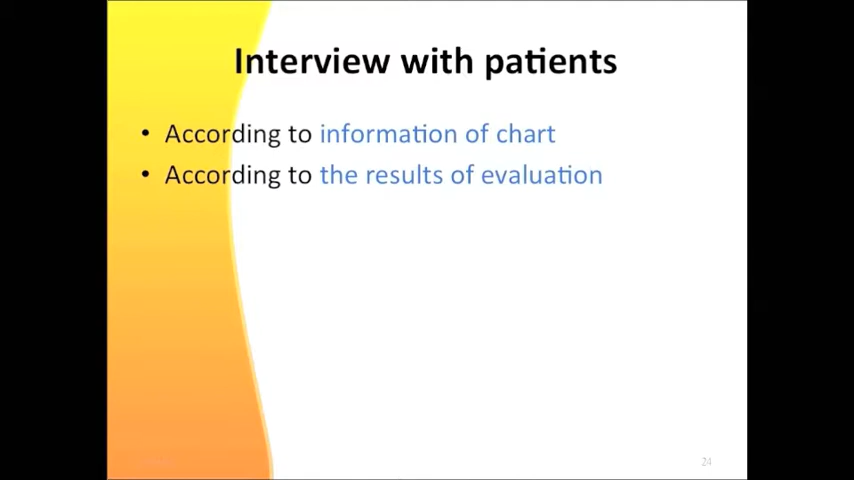 Interview with patients
• According to information of chart
• According to the results of evaluation
24